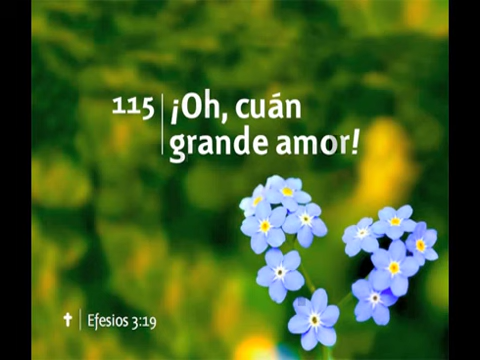 115 ¡Oh, cuán
grande amor!
✝ Efesios 3:19